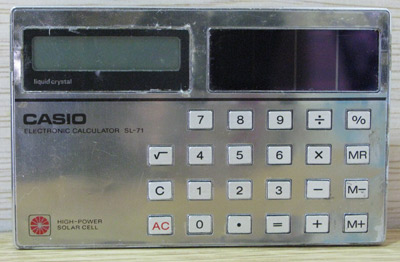 liquid crystal
CASIO
ELECTRONIC CALCULATOR SL-71
7 8 9 ÷ %
√ 4 5 6 × MR
C 1 2 3 − M−
HIGH-POWER
SOLAR CELL
AC 0 • = + M+